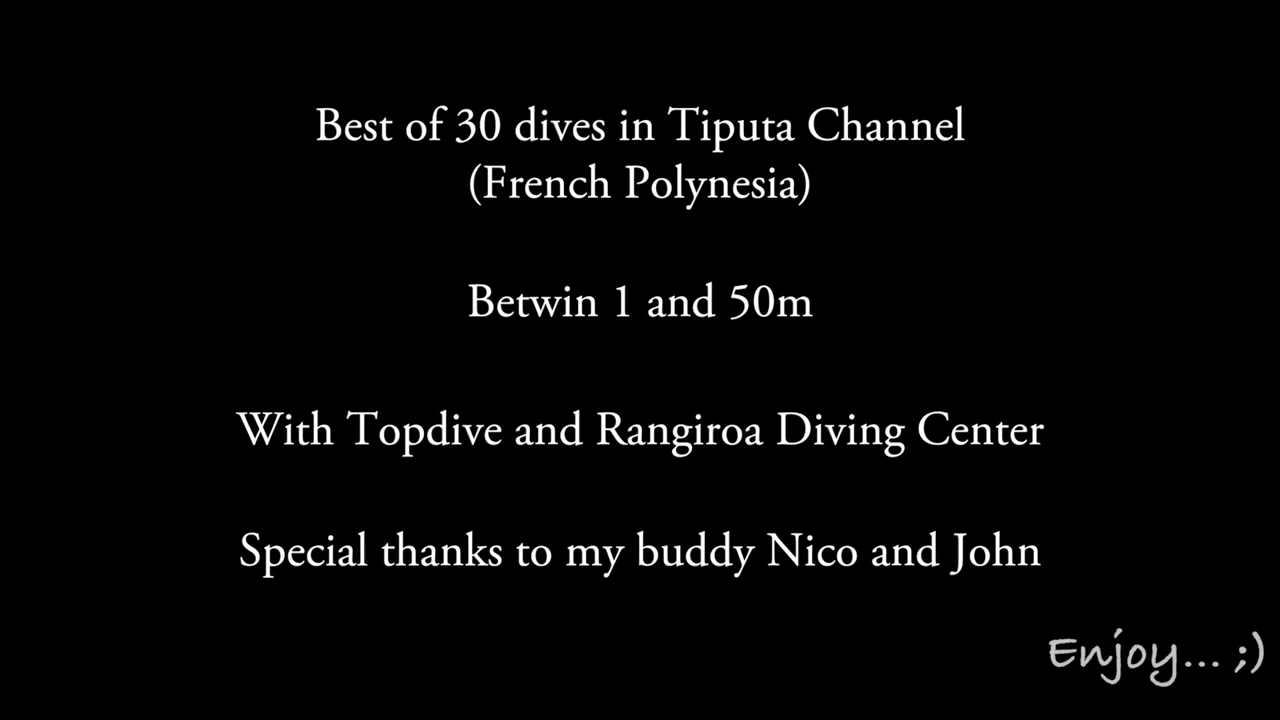 Best of 30 dives in Tiputa Channel
(French Polynesia)
Betwin 1 and 50m
With Topdive and Rangiroa Diving Center
Special thanks to my buddy Nico and John
Enjoy... ;)